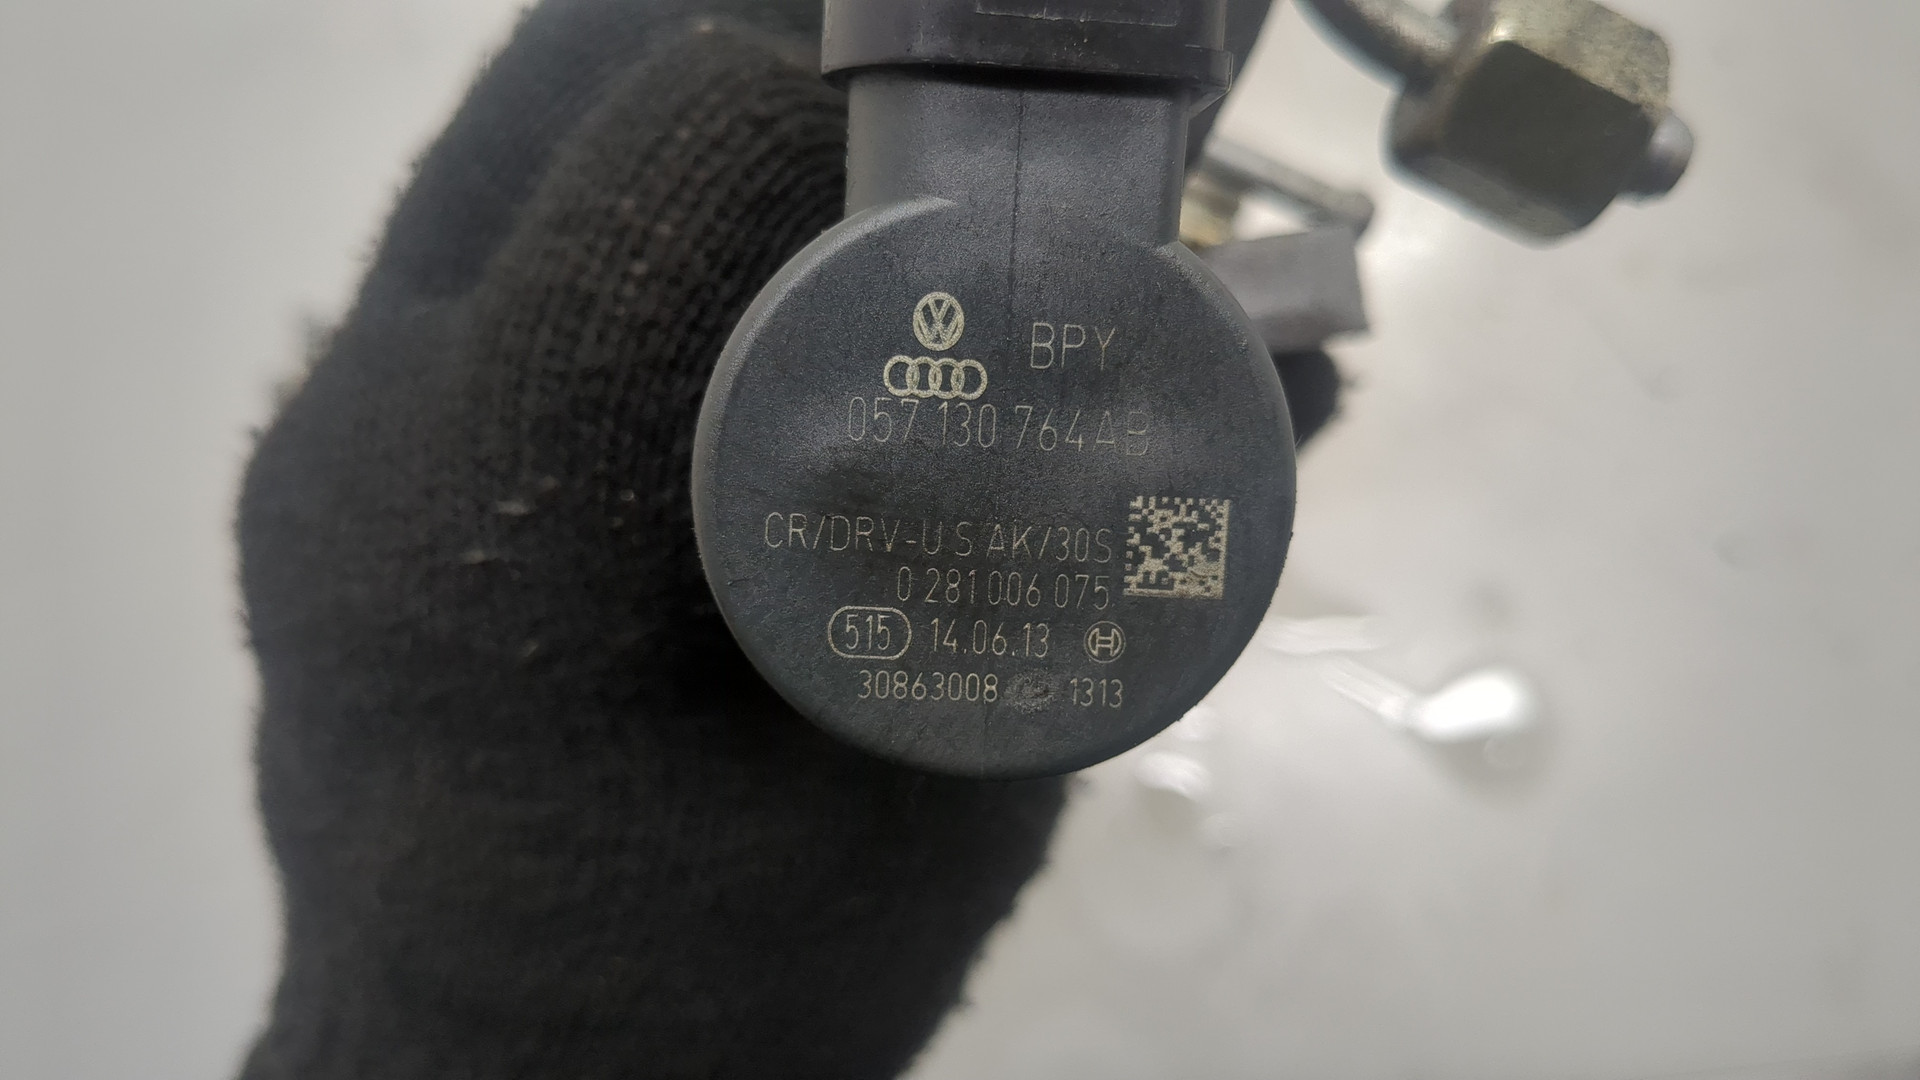 BPY
057 130 764AB
CR/DRV-U S AK/30S
0 281 006 075
515 14.06.13
30863008 1313